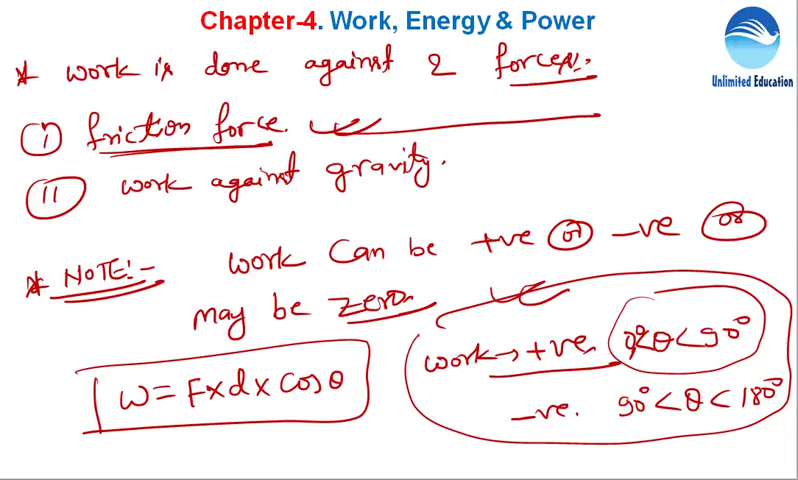 Chapter-4. Work, Energy & Power
Unlimited Education
* work is done against 2 forces:
(i) friction force.
(ii) work against gravity.
* NOTE:- work can be +ve or -ve or
may be zero.
W = F x d x cos θ
work → +ve. 0° < θ < 90°
-ve. 90° < θ < 180°